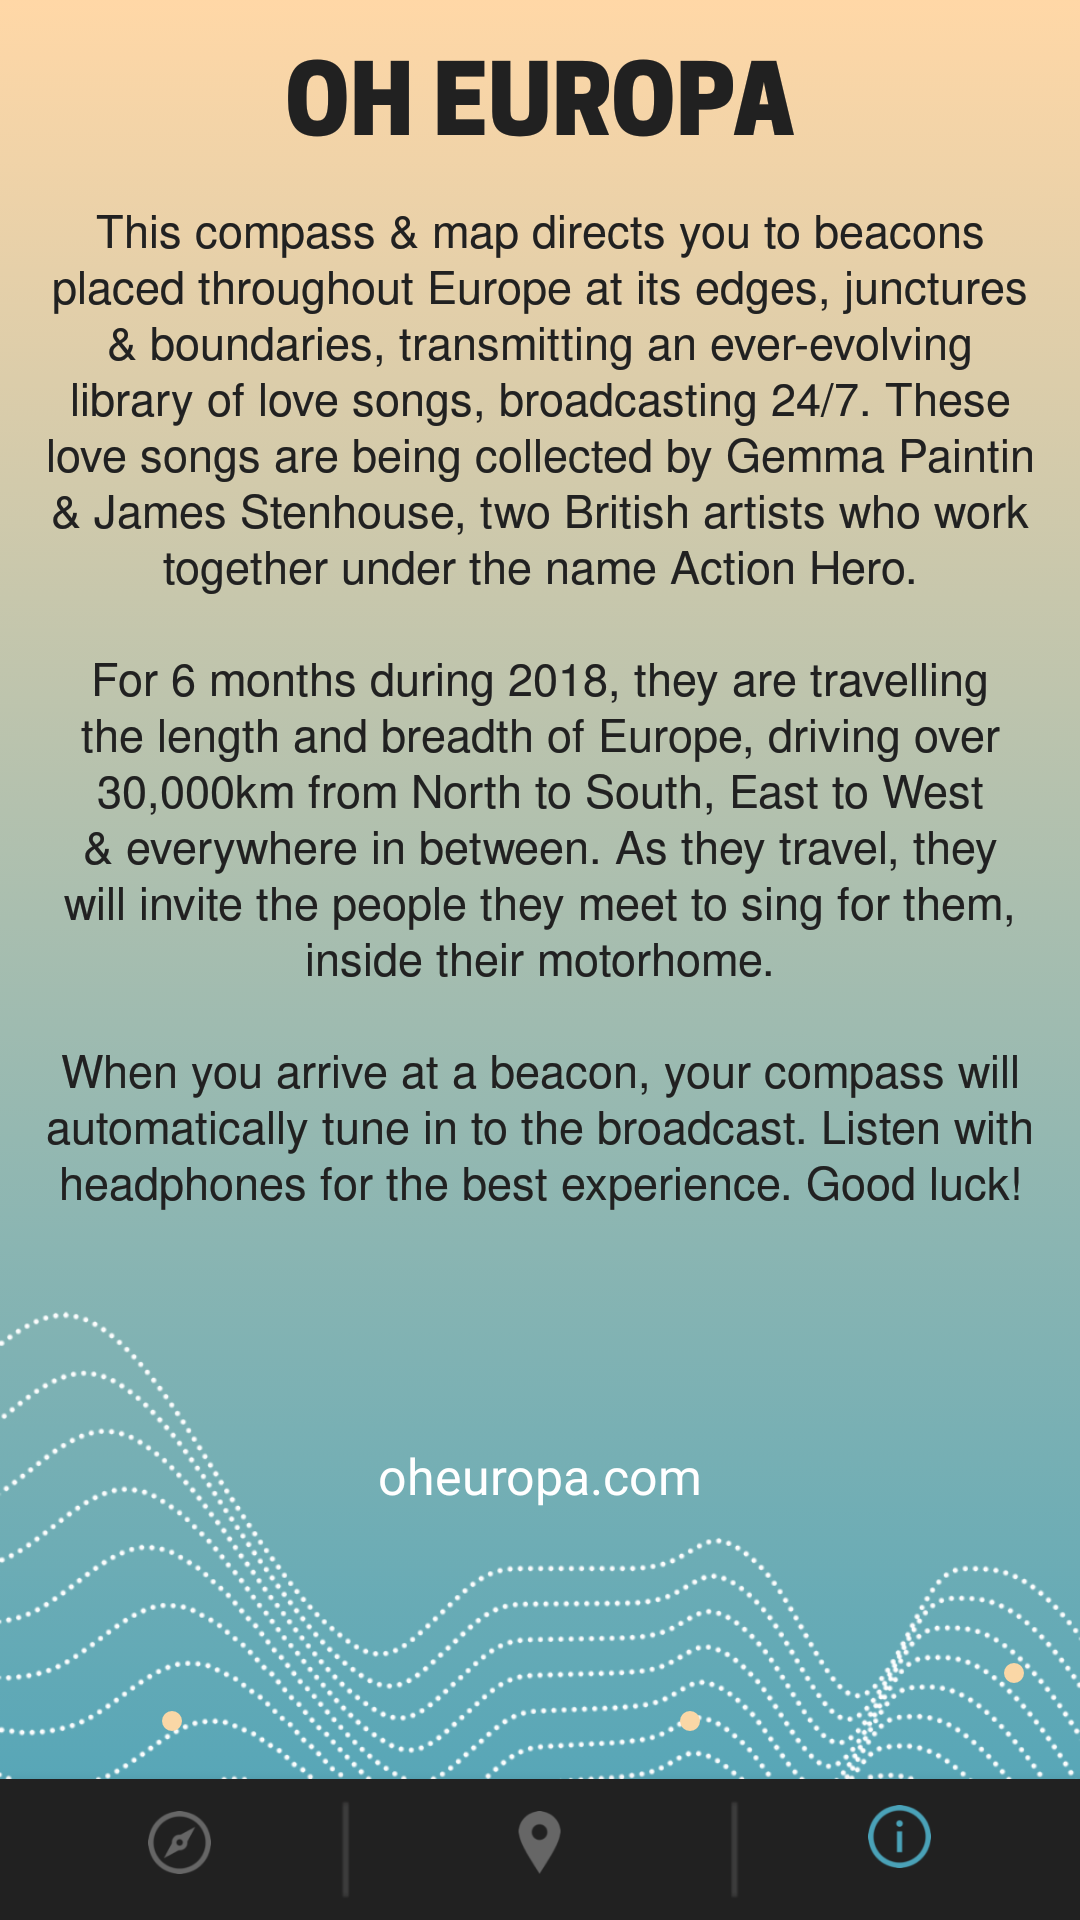 OH EUROPA
This compass & map directs you to beacons
placed throughout Europe at its edges, junctures
& boundaries, transmitting an ever-evolving
library of love songs, broadcasting 24/7. These
love songs are being collected by Gemma Paintin
& James Stenhouse, two British artists who work
together under the name Action Hero.
For 6 months during 2018, they are travelling
the length and breadth of Europe, driving over
30,000km from North to South, East to West
& everywhere in between. As they travel, they
will invite the people they meet to sing for them,
inside their motorhome.
When you arrive at a beacon, your compass will
automatically tune in to the broadcast. Listen with
headphones for the best experience. Good luck!
oheuropa.com